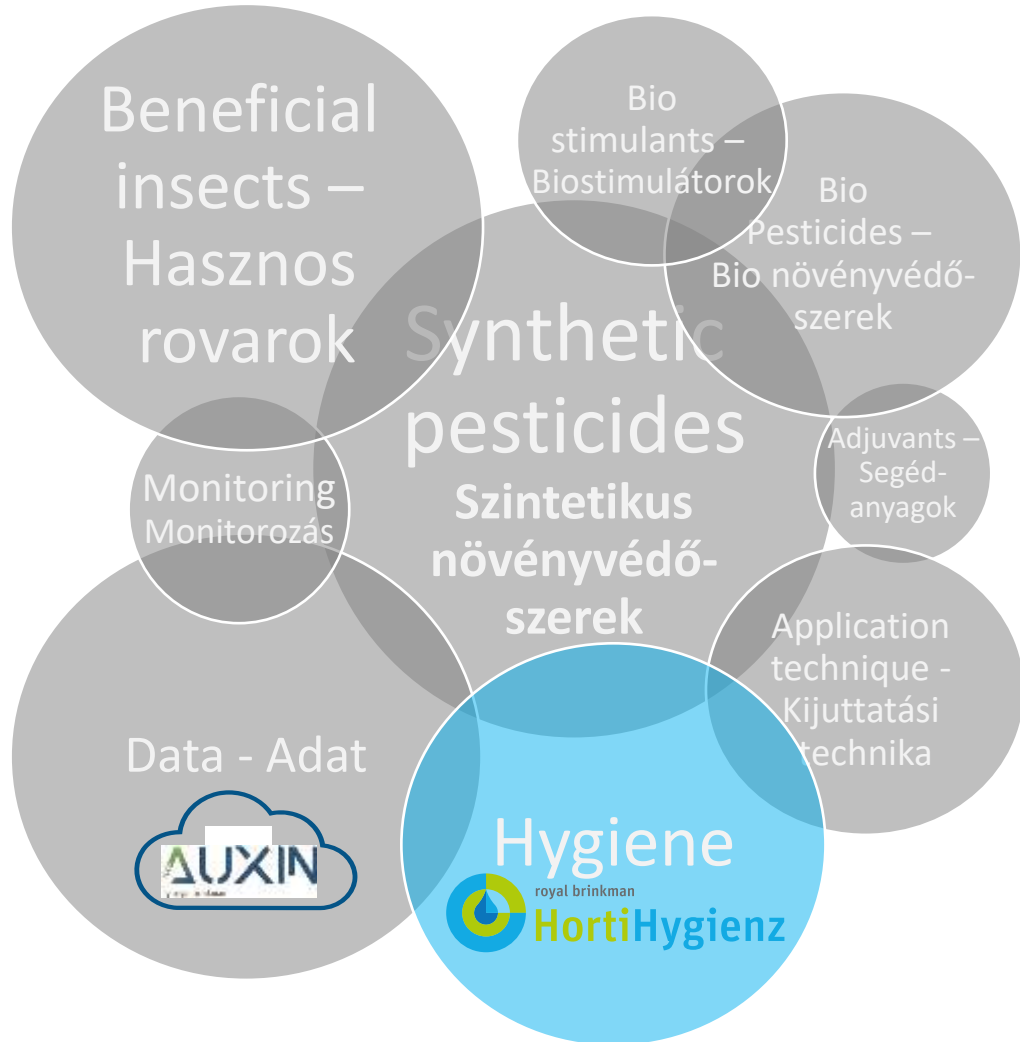 Beneficial
insects –
Hasznos
rovarok
Bio
stimulants –
Biostimulátorok
Bio
Pesticides –
Bio növényvédő-
szerek
Synthetic
pesticides
Szintetikus
növényvédő-
szerek
Adjuvants –
Segéd-
anyagok
Monitoring
Monitorozás
Application
technique -
Kijuttatási
technika
Data - Adat
AUXIN
Hygiene
royal brinkman
HortiHygienz